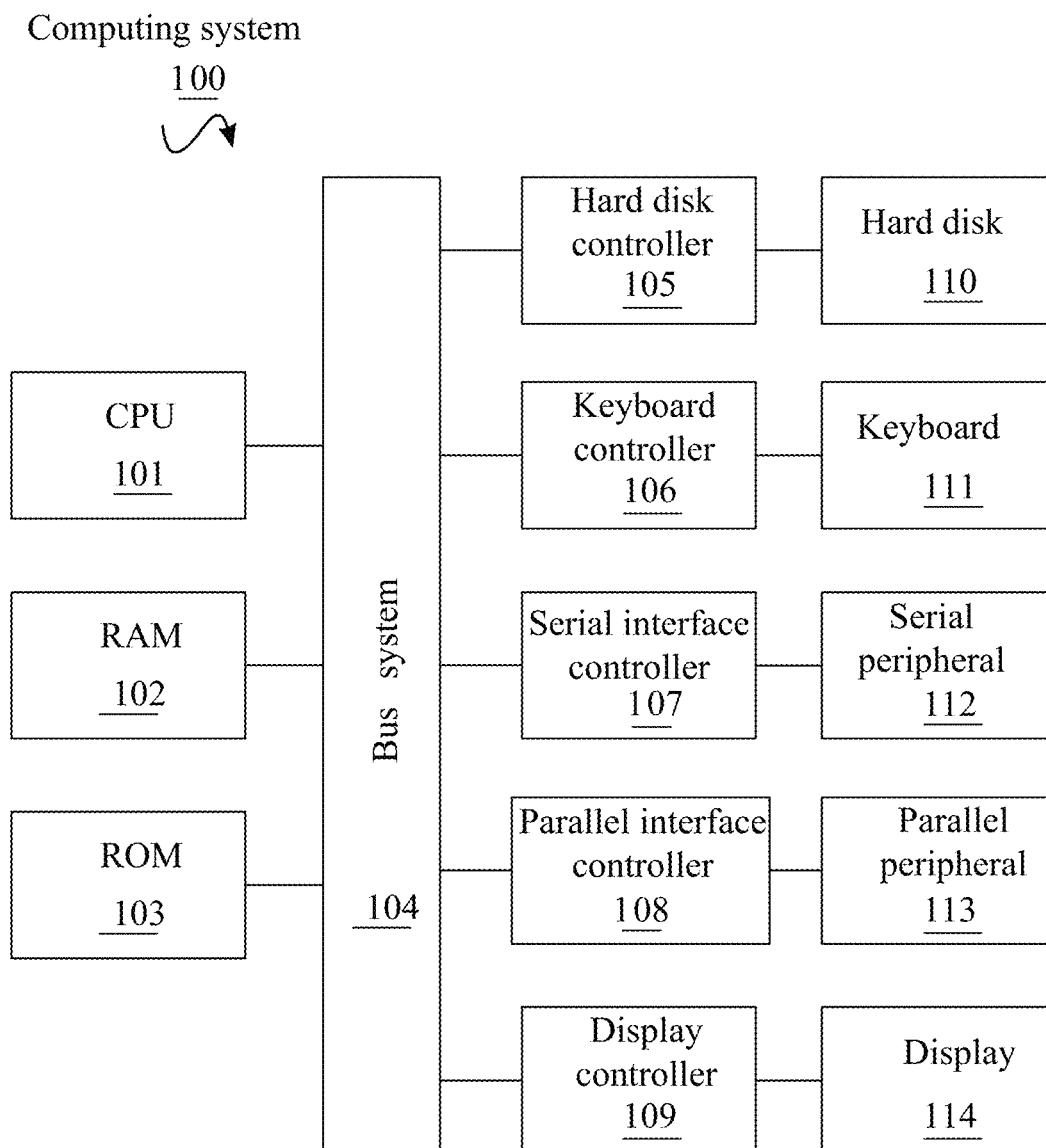 Computing system
100
Hard disk
controller
105
Hard disk
110
CPU
101
Keyboard
controller
106
Keyboard
111
RAM
102
Bus system
104
Serial interface
controller
107
Serial
peripheral
112
ROM
103
Parallel interface
controller
108
Parallel
peripheral
113
Display
controller
109
Display
114